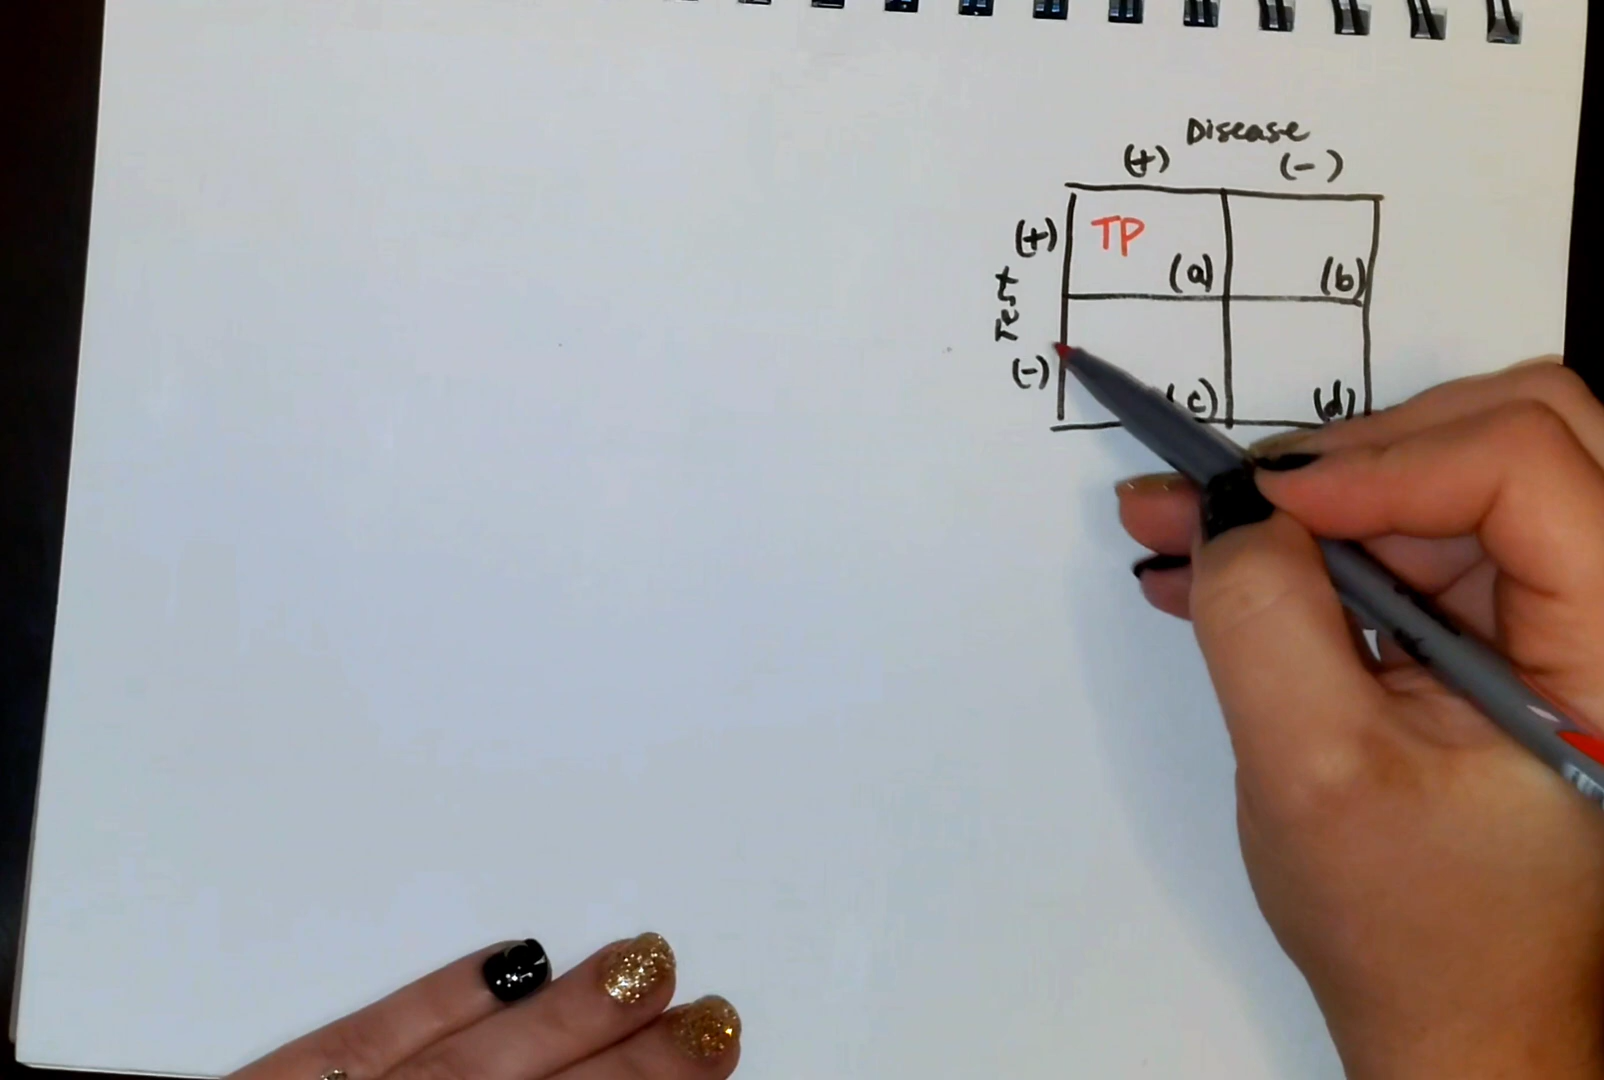 Disease
(+) (-)
(+) TP (a) (b)
Test
(-) (c) (d)